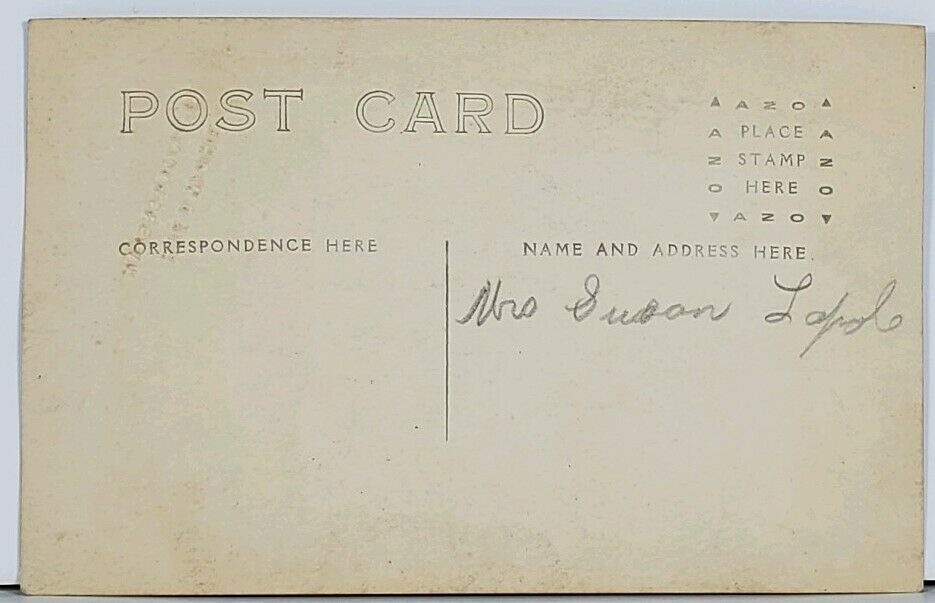 POST CARD
AZO
A PLACE A
N STAMP N
O HERE O
AZO
CORRESPONDENCE HERE
NAME AND ADDRESS HERE.
Mrs Susan